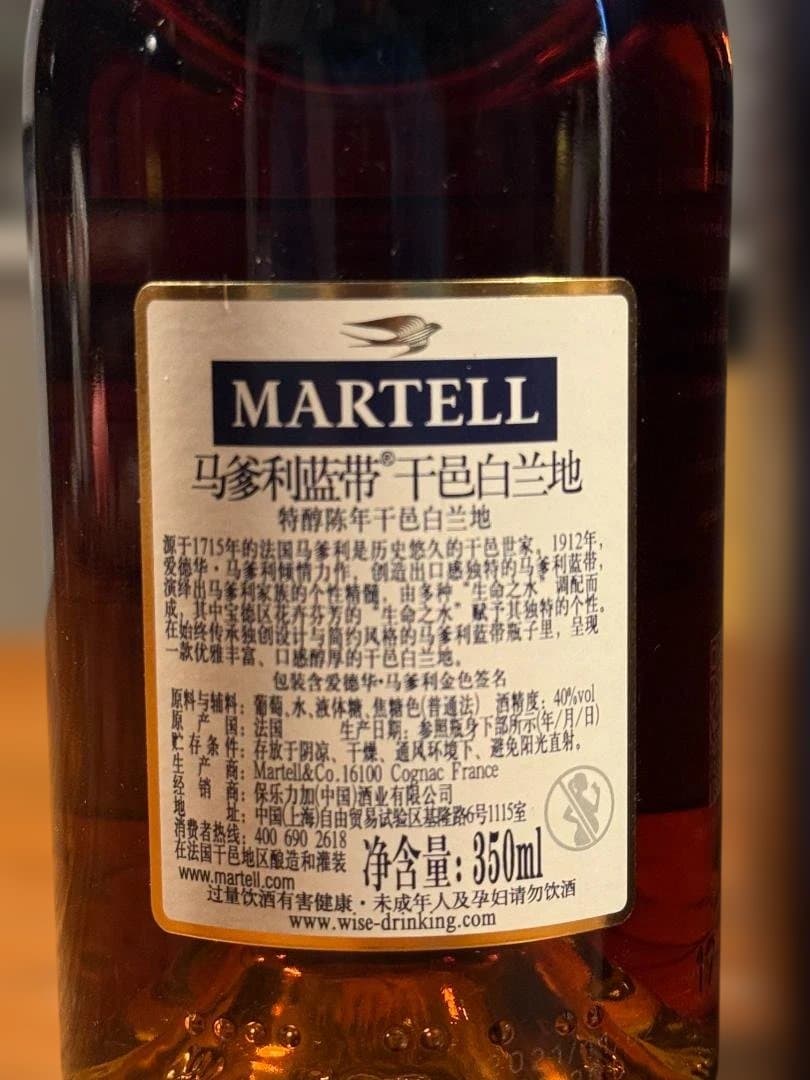 MARTELL
马爹利蓝带®干邑白兰地
特醇陈年干邑白兰地
源于1715年的法国马爹利是历史悠久的干邑世家。1912年，
爱德华·马爹利倾情力作，创造出口感独特的马爹利蓝带，
演绎出马爹利家族的个性精髓。由多种“生命之水”调配而
成，其中宝德区花卉芬芳的“生命之水”赋予其独特的个性。
在始终传承独创设计与简约风格的马爹利蓝带瓶子里，呈现
一款优雅丰富、口感醇厚的干邑白兰地。
包装含爱德华·马爹利金色签名
原料与辅料：葡萄、水、液体糖、焦糖色(普通法) 酒精度：40%vol
原产国：法国 生产日期：参照瓶身下部所示(年/月/日)
贮存条件：存放于阴凉、干燥、通风环境下、避免阳光直射。
生产商：Martell&Co.16100 Cognac France
经销商：保乐力加(中国)酒业有限公司
地址：中国(上海)自由贸易试验区基隆路6号1115室
消费者热线：400 690 2618
在法国干邑地区酿造和灌装
净含量：350ml
www.martell.com
过量饮酒有害健康·未成年人及孕妇请勿饮酒
www.wise-drinking.com